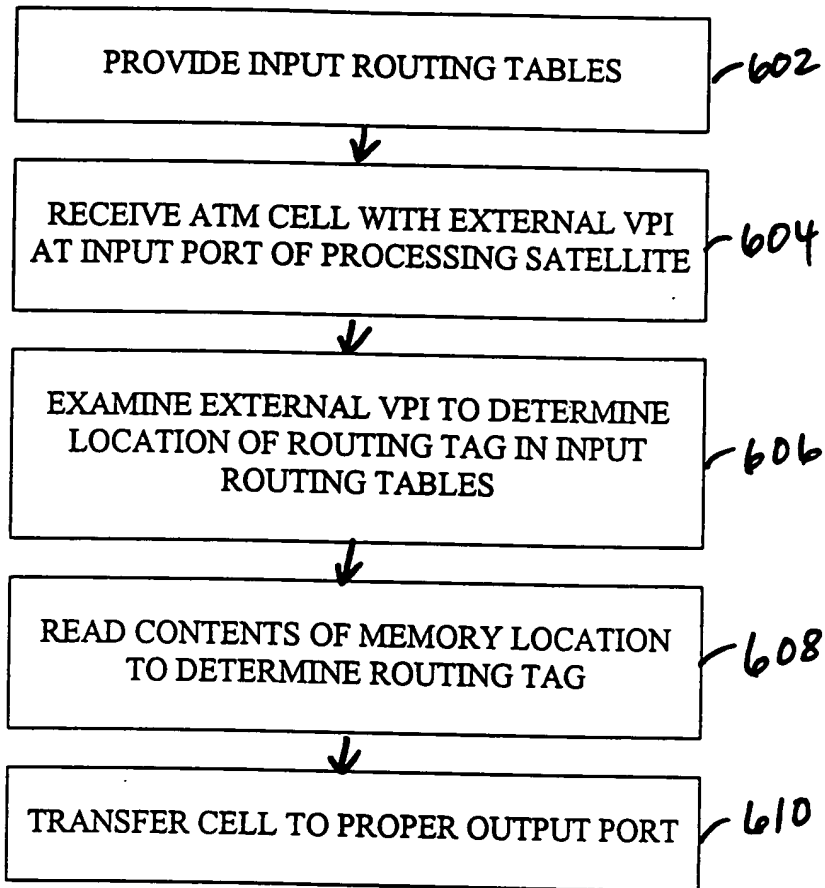 PROVIDE INPUT ROUTING TABLES
602
RECEIVE ATM CELL WITH EXTERNAL VPI
AT INPUT PORT OF PROCESSING SATELLITE
604
EXAMINE EXTERNAL VPI TO DETERMINE
LOCATION OF ROUTING TAG IN INPUT
ROUTING TABLES
606
READ CONTENTS OF MEMORY LOCATION
TO DETERMINE ROUTING TAG
608
TRANSFER CELL TO PROPER OUTPUT PORT
610